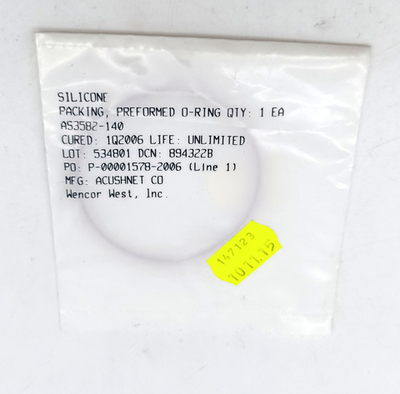 SILICONE
PACKING, PREFORMED O-RING QTY: 1 EA
AS3582-140
CURED: 1Q2006 LIFE: UNLIMITED
LOT: 534801 DCN: 894322B
PO: P-00001578-2006 (Line 1)
MFG: ACUSHNET CO
Wencor West, Inc.
147123
10 11.15